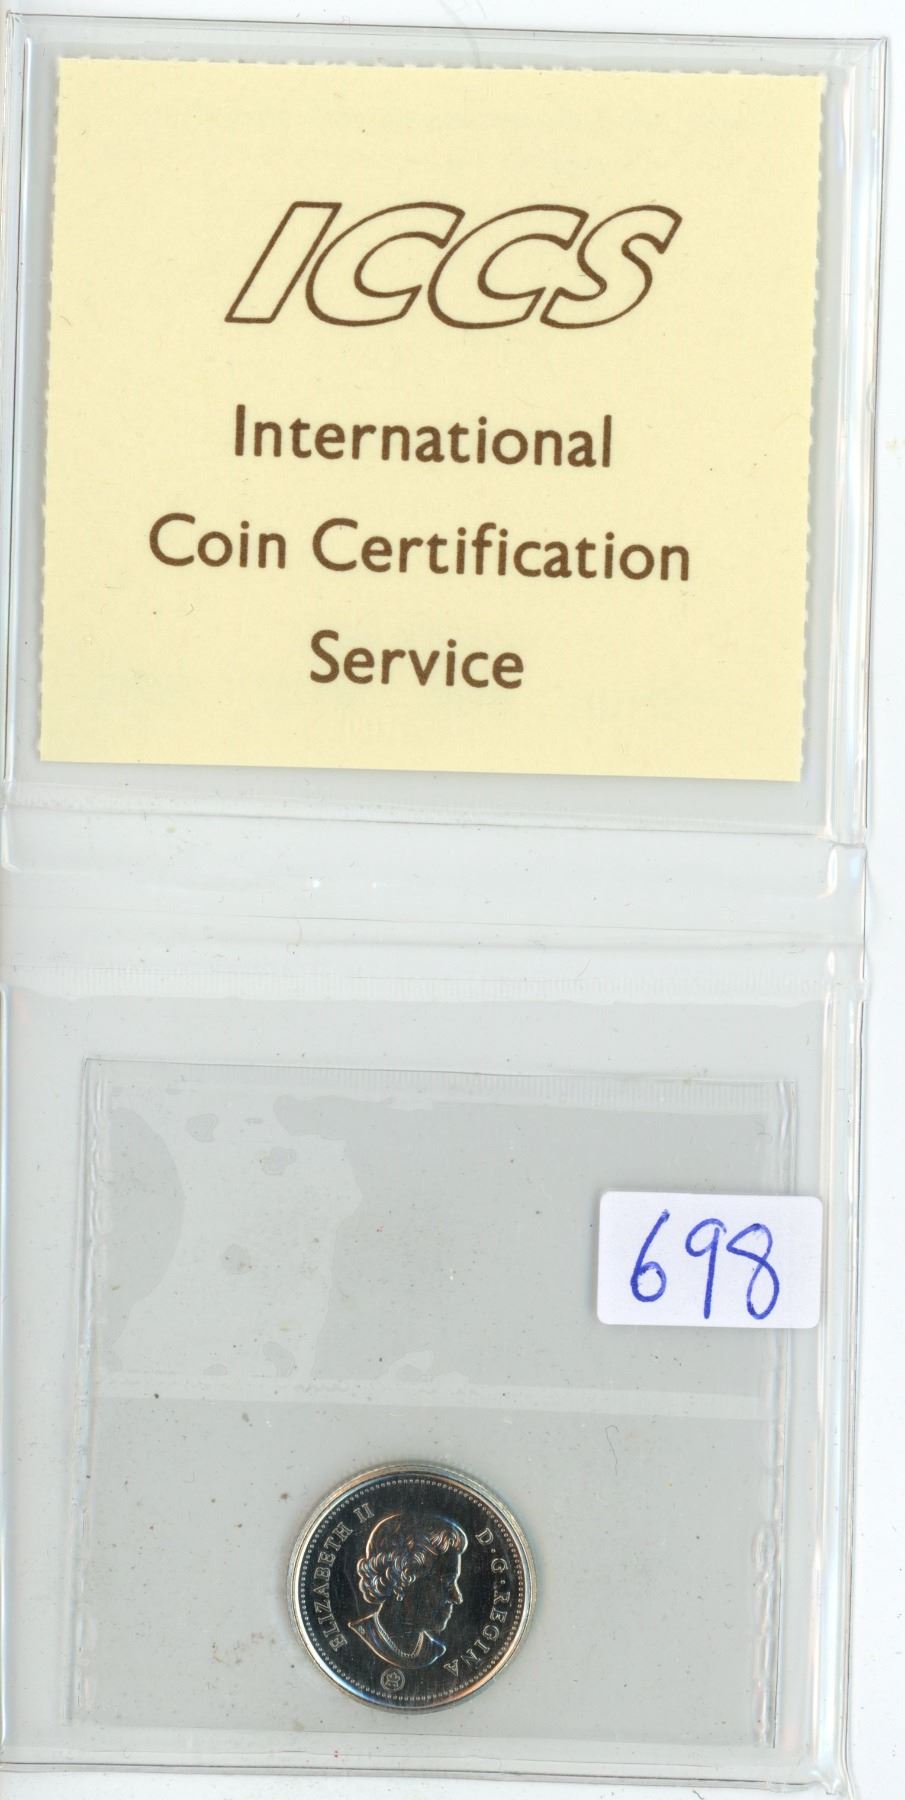 ICCS
International
Coin Certification
Service
698
ELIZABETH II D·G·REGINA